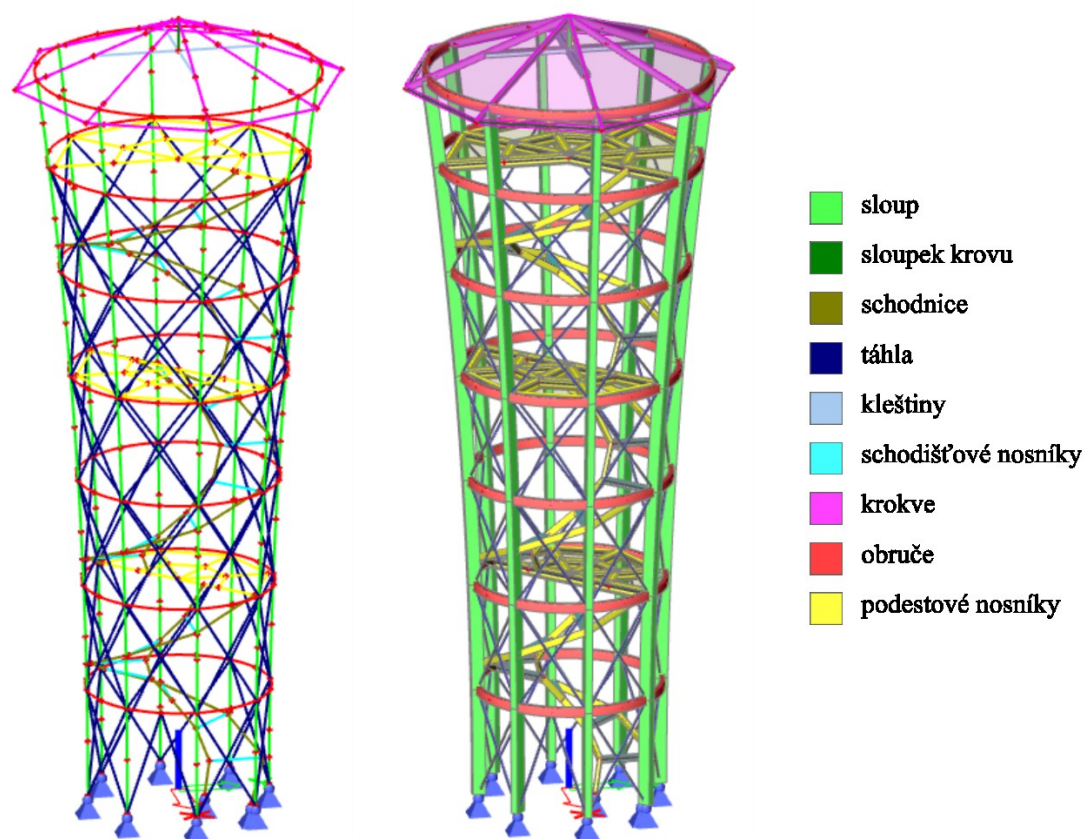 sloup
sloupek krovu
schodnice
táhla
kleštiny
schodišťové nosníky
krokve
obruče
podestové nosníky